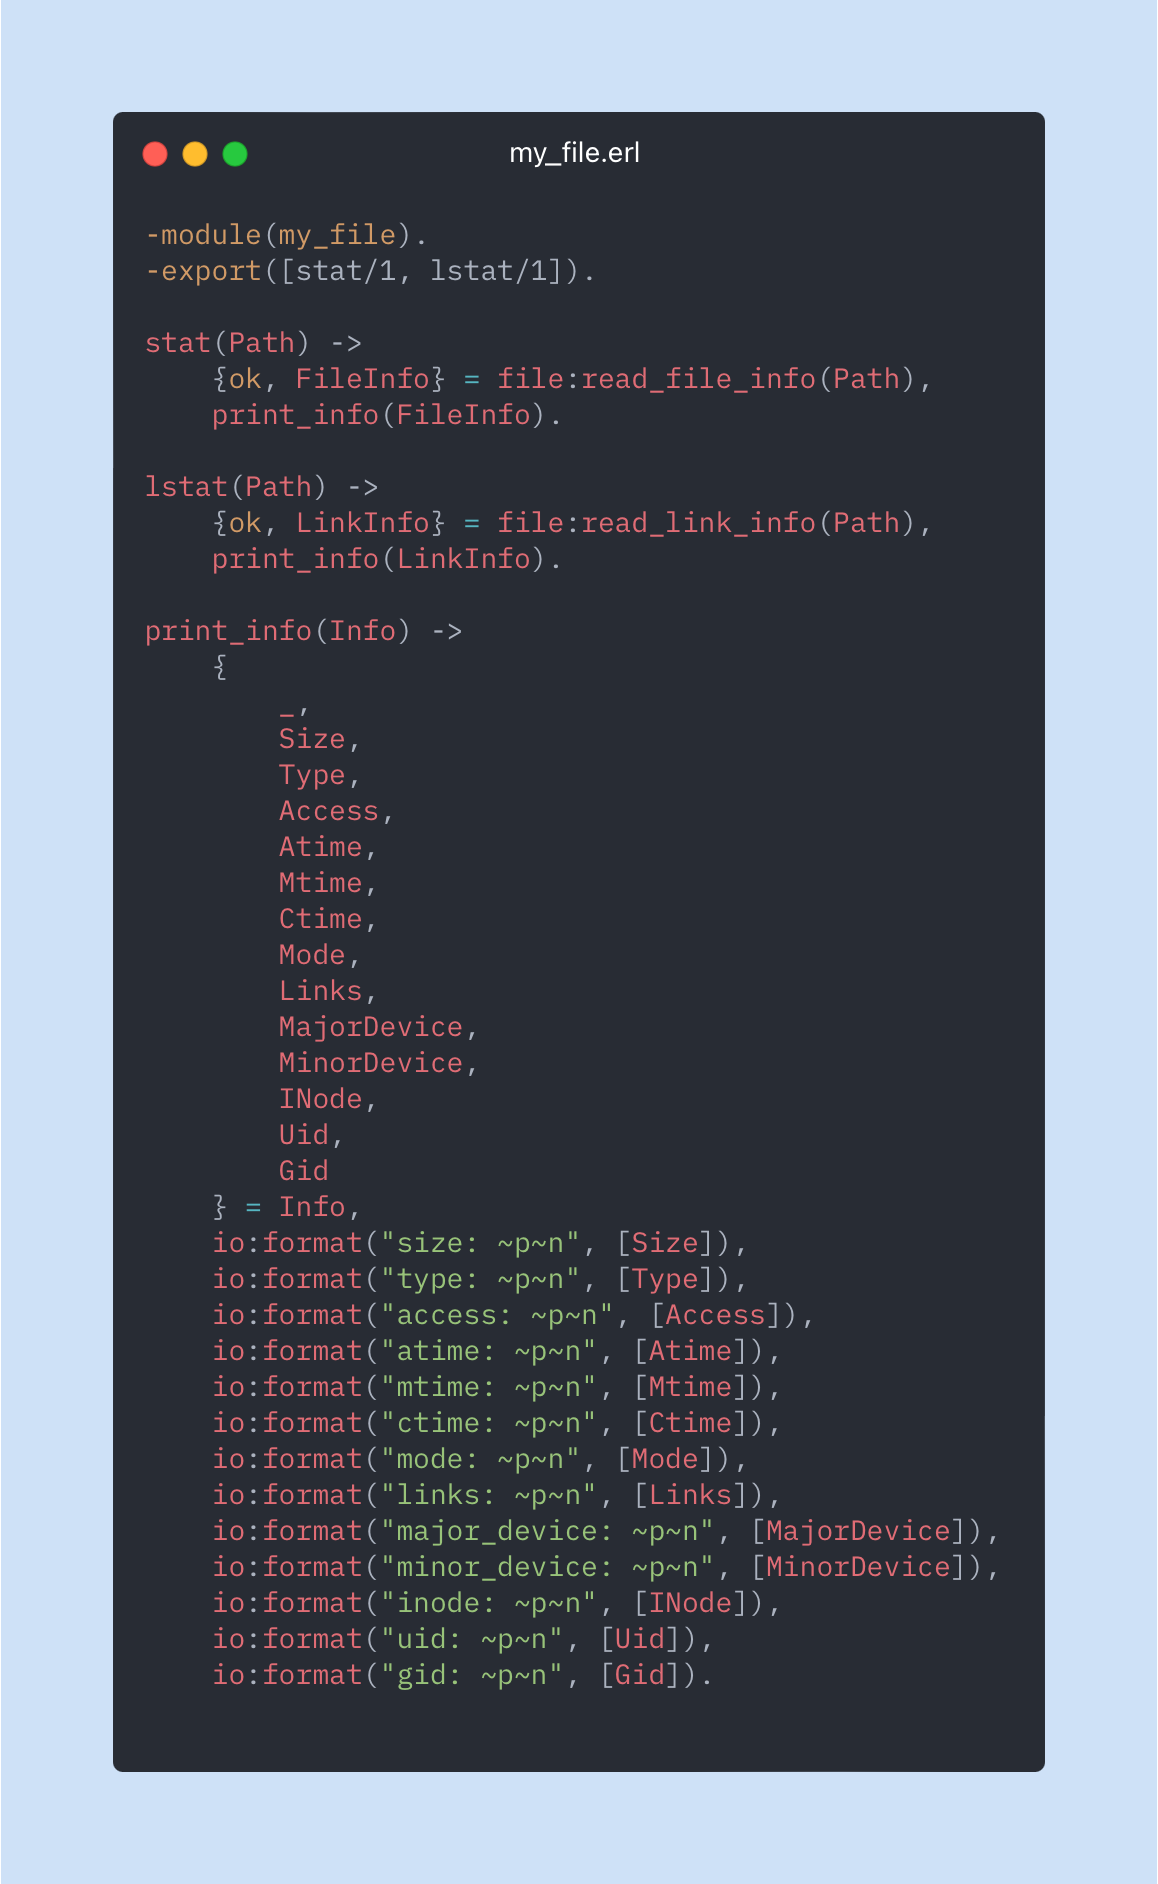 my_file.erl
-module(my_file).
-export([stat/1, lstat/1]).
stat(Path) ->
    {ok, FileInfo} = file:read_file_info(Path),
    print_info(FileInfo).
lstat(Path) ->
    {ok, LinkInfo} = file:read_link_info(Path),
    print_info(LinkInfo).
print_info(Info) ->
    {
        _,
        Size,
        Type,
        Access,
        Atime,
        Mtime,
        Ctime,
        Mode,
        Links,
        MajorDevice,
        MinorDevice,
        INode,
        Uid,
        Gid
    } = Info,
    io:format("size: ~p~n", [Size]),
    io:format("type: ~p~n", [Type]),
    io:format("access: ~p~n", [Access]),
    io:format("atime: ~p~n", [Atime]),
    io:format("mtime: ~p~n", [Mtime]),
    io:format("ctime: ~p~n", [Ctime]),
    io:format("mode: ~p~n", [Mode]),
    io:format("links: ~p~n", [Links]),
    io:format("major_device: ~p~n", [MajorDevice]),
    io:format("minor_device: ~p~n", [MinorDevice]),
    io:format("inode: ~p~n", [INode]),
    io:format("uid: ~p~n", [Uid]),
    io:format("gid: ~p~n", [Gid]).